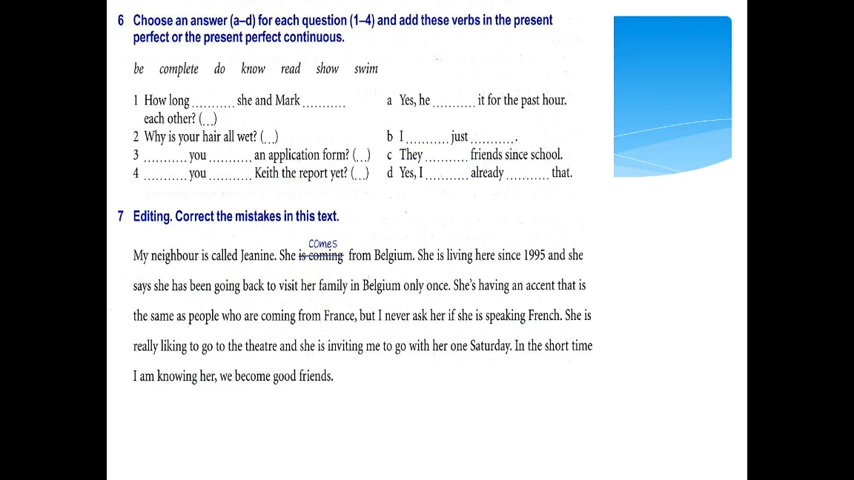 6 Choose an answer (a–d) for each question (1–4) and add these verbs in the present
perfect or the present perfect continuous.
be complete do know read show swim
1 How long .......... she and Mark ..........
each other? (...)
a Yes, he .......... it for the past hour.
2 Why is your hair all wet? (...)
b I .......... just .......... .
3 .......... you .......... an application form? (...)
c They .......... friends since school.
4 .......... you .......... Keith the report yet? (...)
d Yes, I .......... already .......... that.
7 Editing. Correct the mistakes in this text.
comes
My neighbour is called Jeanine. She is coming from Belgium. She is living here since 1995 and she
says she has been going back to visit her family in Belgium only once. She's having an accent that is
the same as people who are coming from France, but I never ask her if she is speaking French. She is
really liking to go to the theatre and she is inviting me to go with her one Saturday. In the short time
I am knowing her, we become good friends.